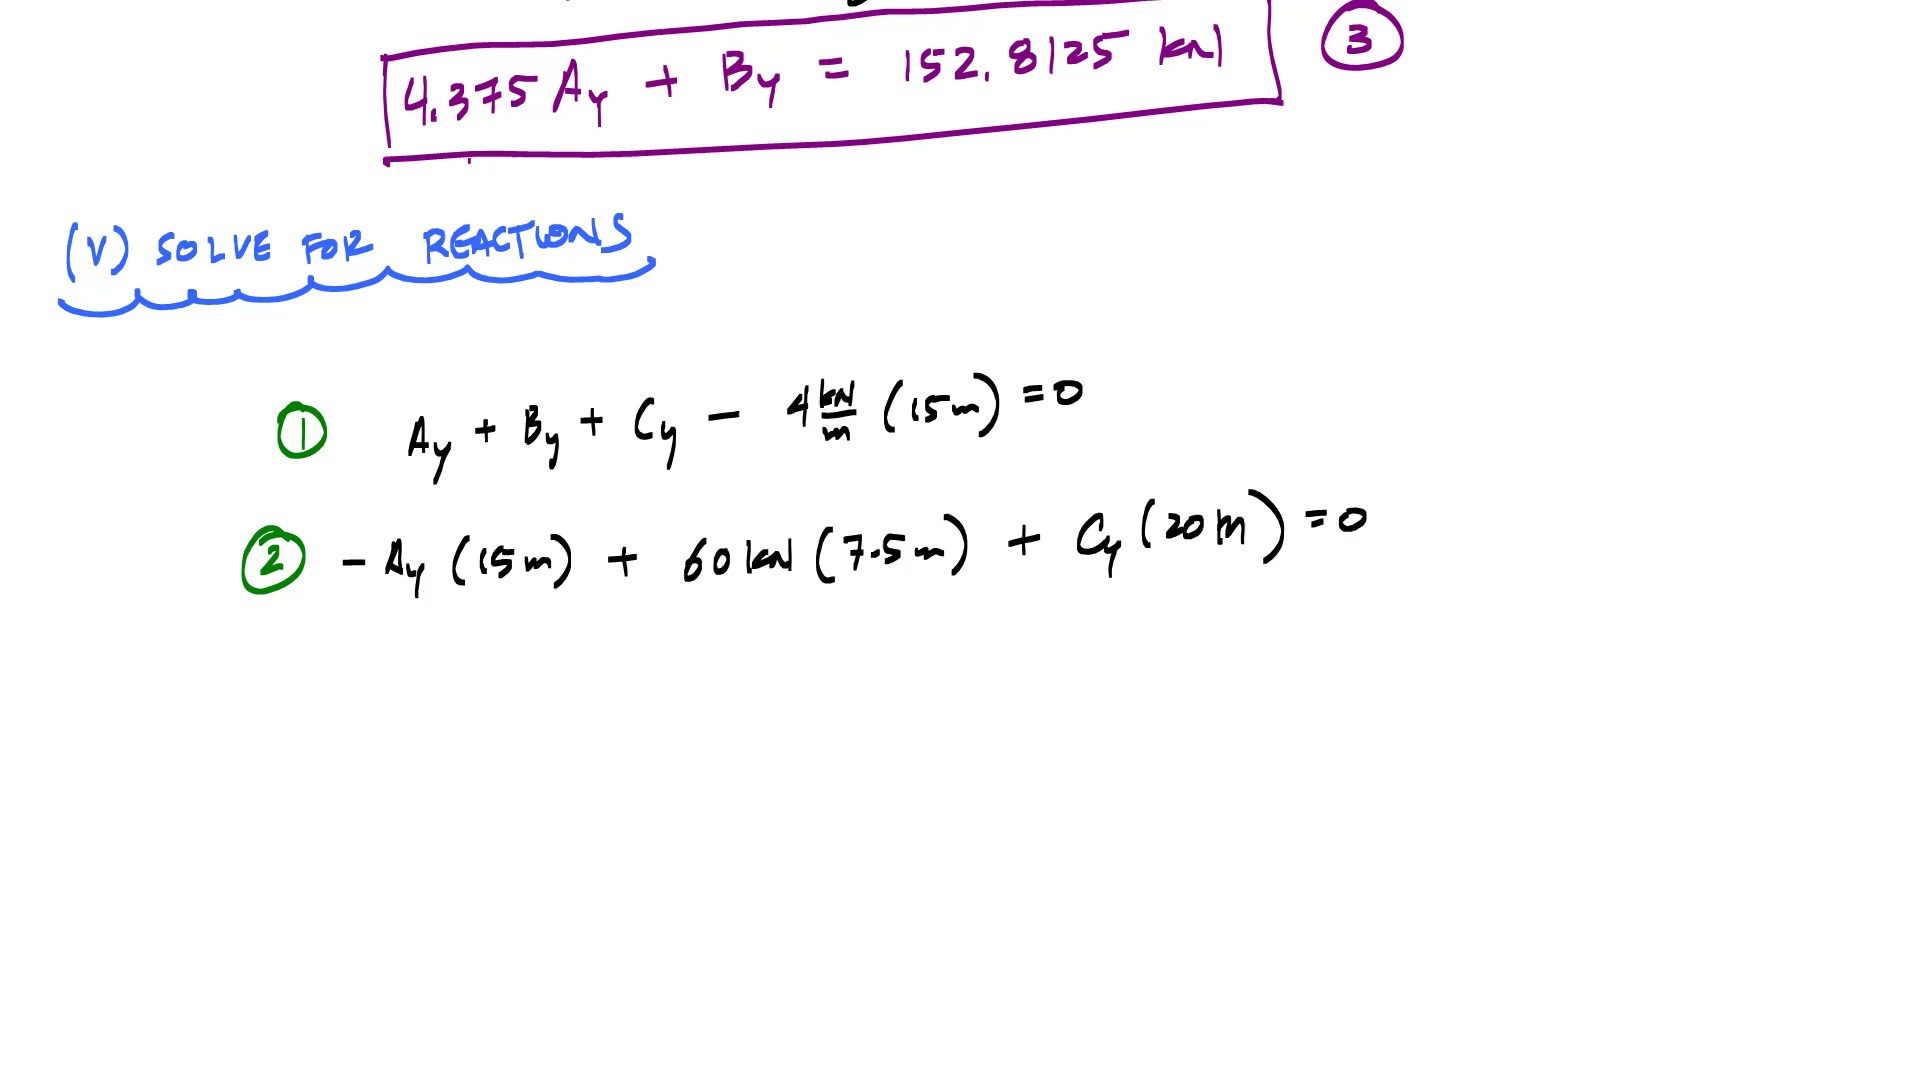 4.375 Ay + By = 152.8125 kN ③
(V) SOLVE FOR REACTIONS
① Ay + By + Cy - 4 kN/m (15m) = 0
② - Ay (15m) + 60 kN (7.5m) + Cy (20m) = 0